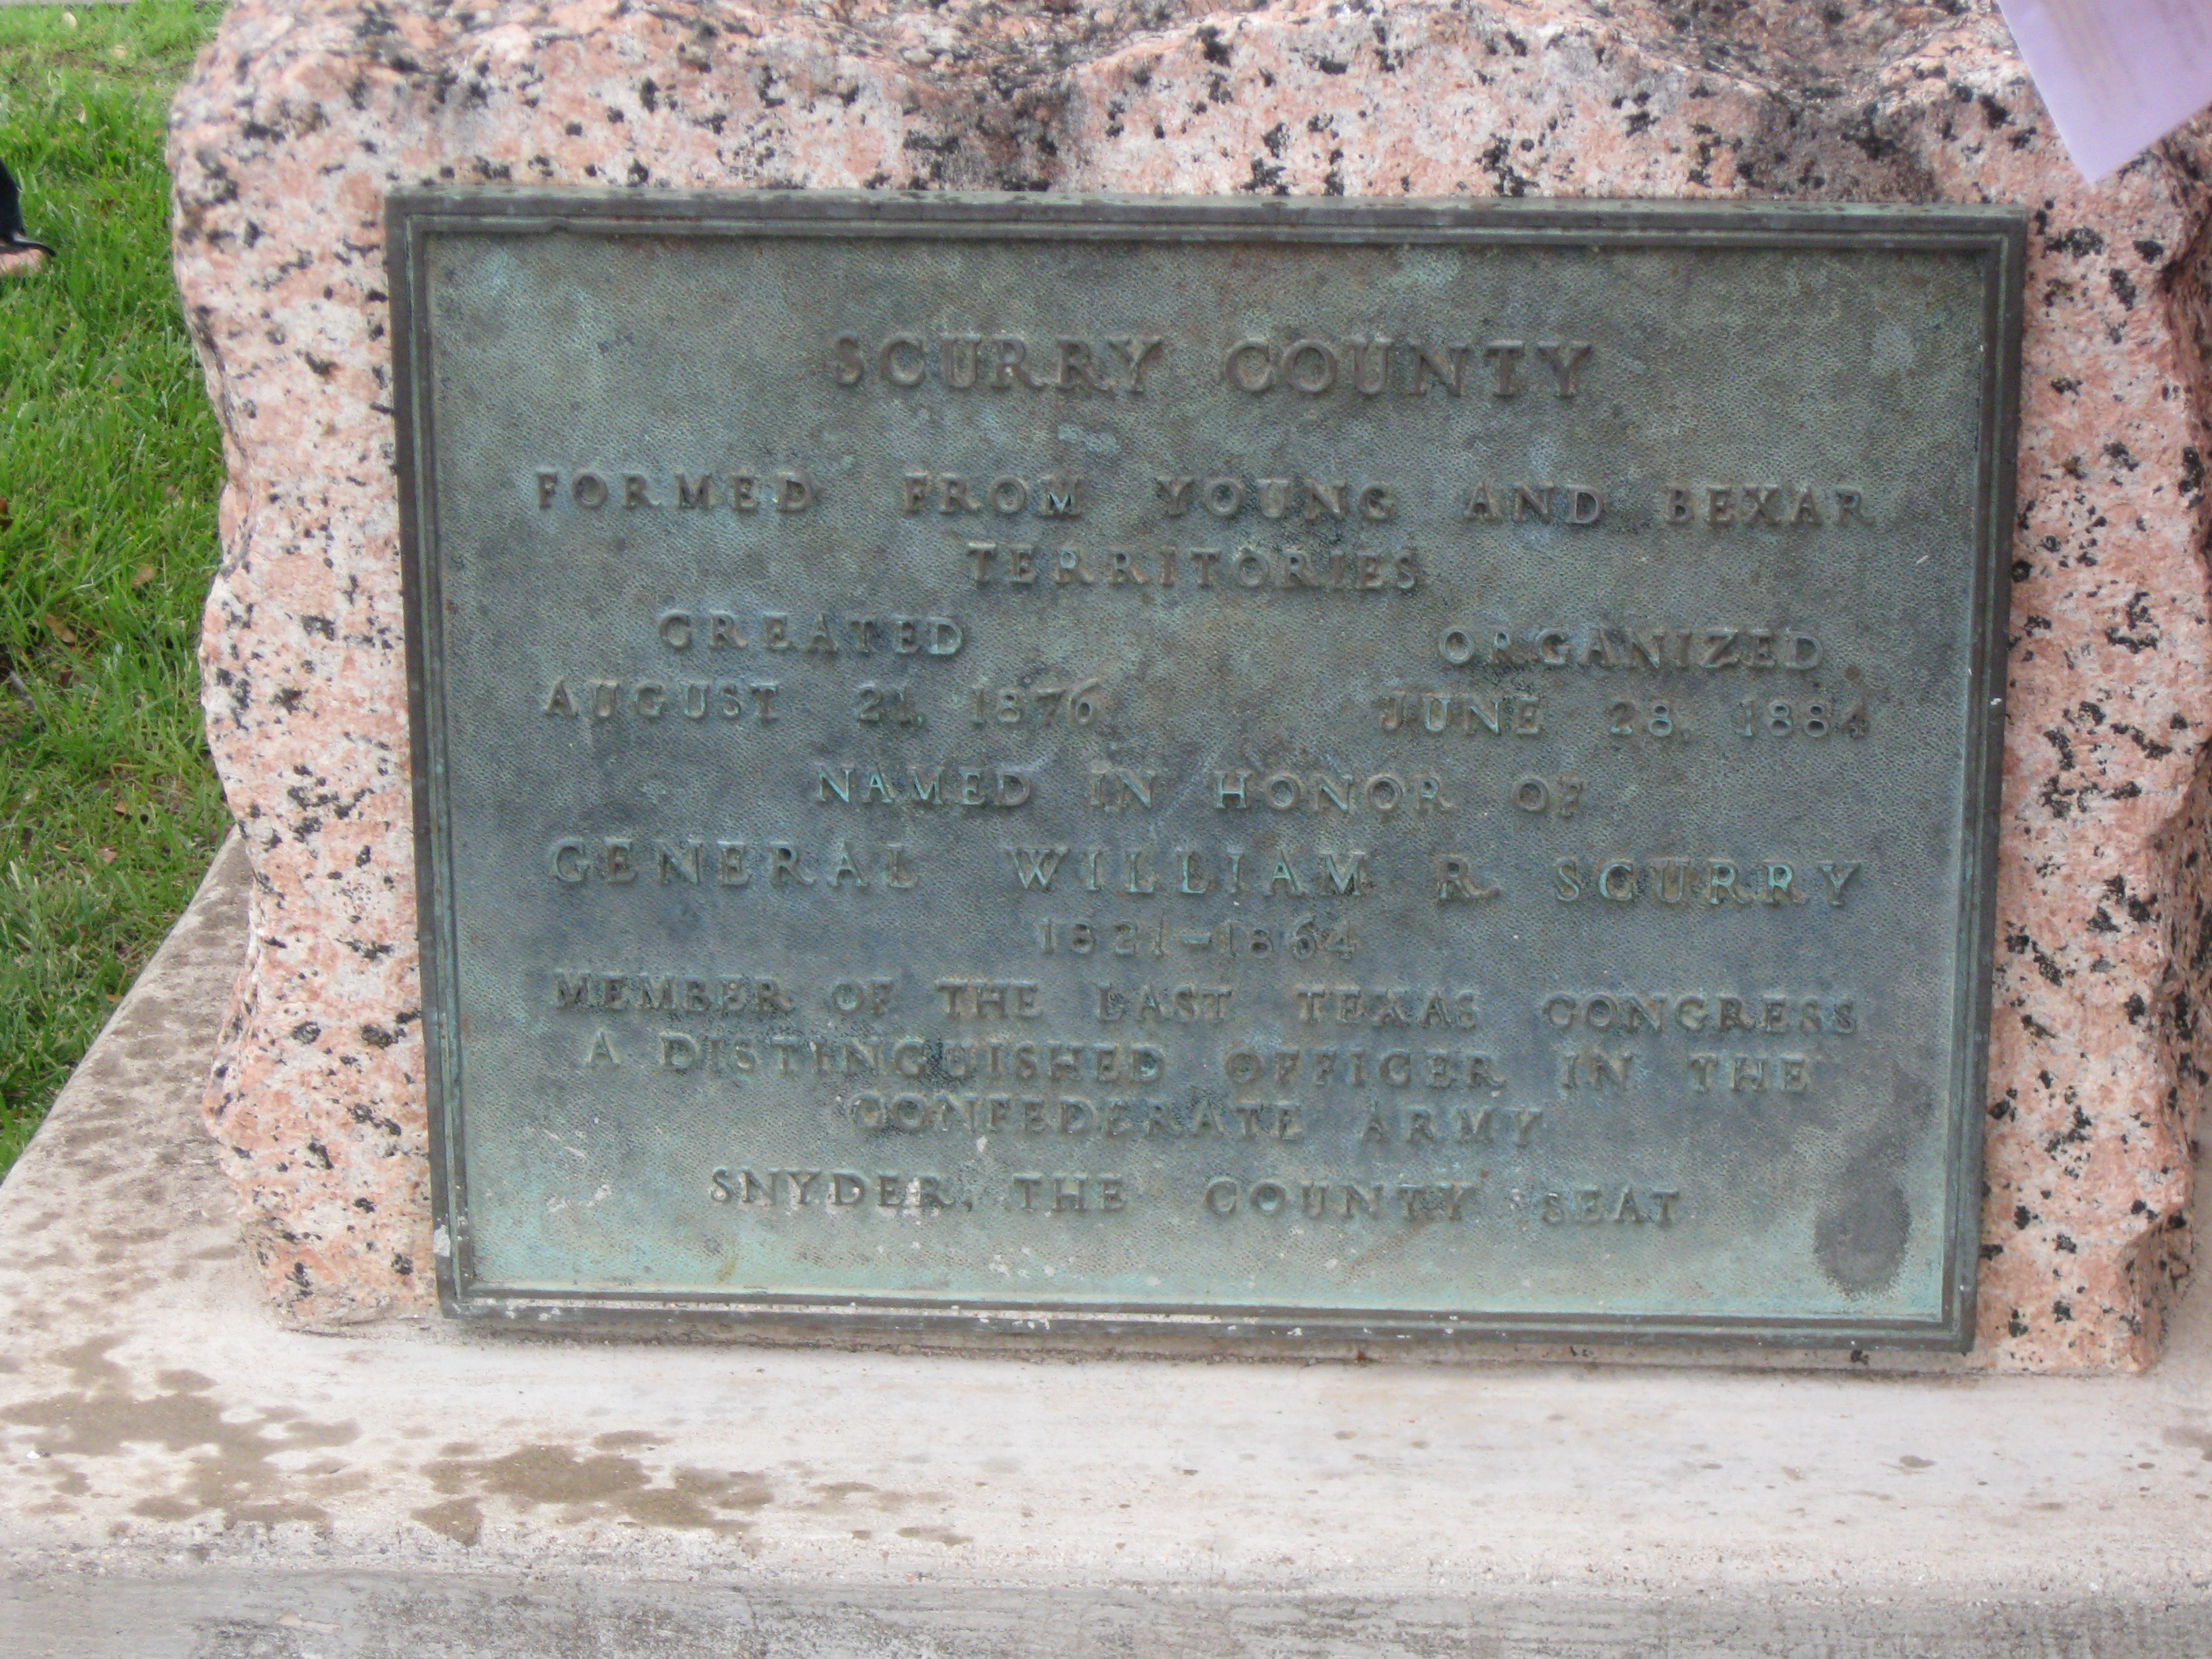 SCURRY COUNTY
FORMED FROM YOUNG AND BEXAR
TERRITORIES
CREATED ORGANIZED
AUGUST 21, 1876 JUNE 28, 1884
NAMED IN HONOR OF
GENERAL WILLIAM R. SCURRY
1821-1864
MEMBER OF THE LAST TEXAS CONGRESS
A DISTINGUISHED OFFICER IN THE
CONFEDERATE ARMY
SNYDER, THE COUNTY SEAT